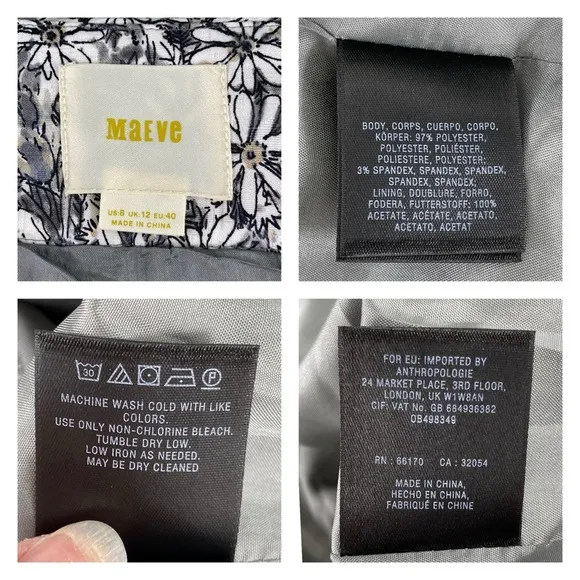 MaEve
US:8 UK:12 EU:40
MADE IN CHINA
BODY, CORPS, CUERPO, CORPO,
KÖRPER: 97% POLYESTER,
POLYESTER, POLIÉSTER,
POLIESTERE, POLYESTER;
3% SPANDEX, SPANDEX, SPANDEX,
SPANDEX, SPANDEX;
LINING, DOUBLURE, FORRO,
FODERA, FUTTERSTOFF: 100%
ACETATE, ACÉTATE, ACETATO,
ACETATO, ACETAT
30 P
MACHINE WASH COLD WITH LIKE
COLORS.
USE ONLY NON-CHLORINE BLEACH.
TUMBLE DRY LOW.
LOW IRON AS NEEDED.
MAY BE DRY CLEANED
FOR EU: IMPORTED BY
ANTHROPOLOGIE
24 MARKET PLACE, 3RD FLOOR,
LONDON, UK W1W8AN
CIF: VAT No. GB 684936362
OB498349
RN : 66170 CA : 32054
MADE IN CHINA,
HECHO EN CHINA,
FABRIQUÉ EN CHINE